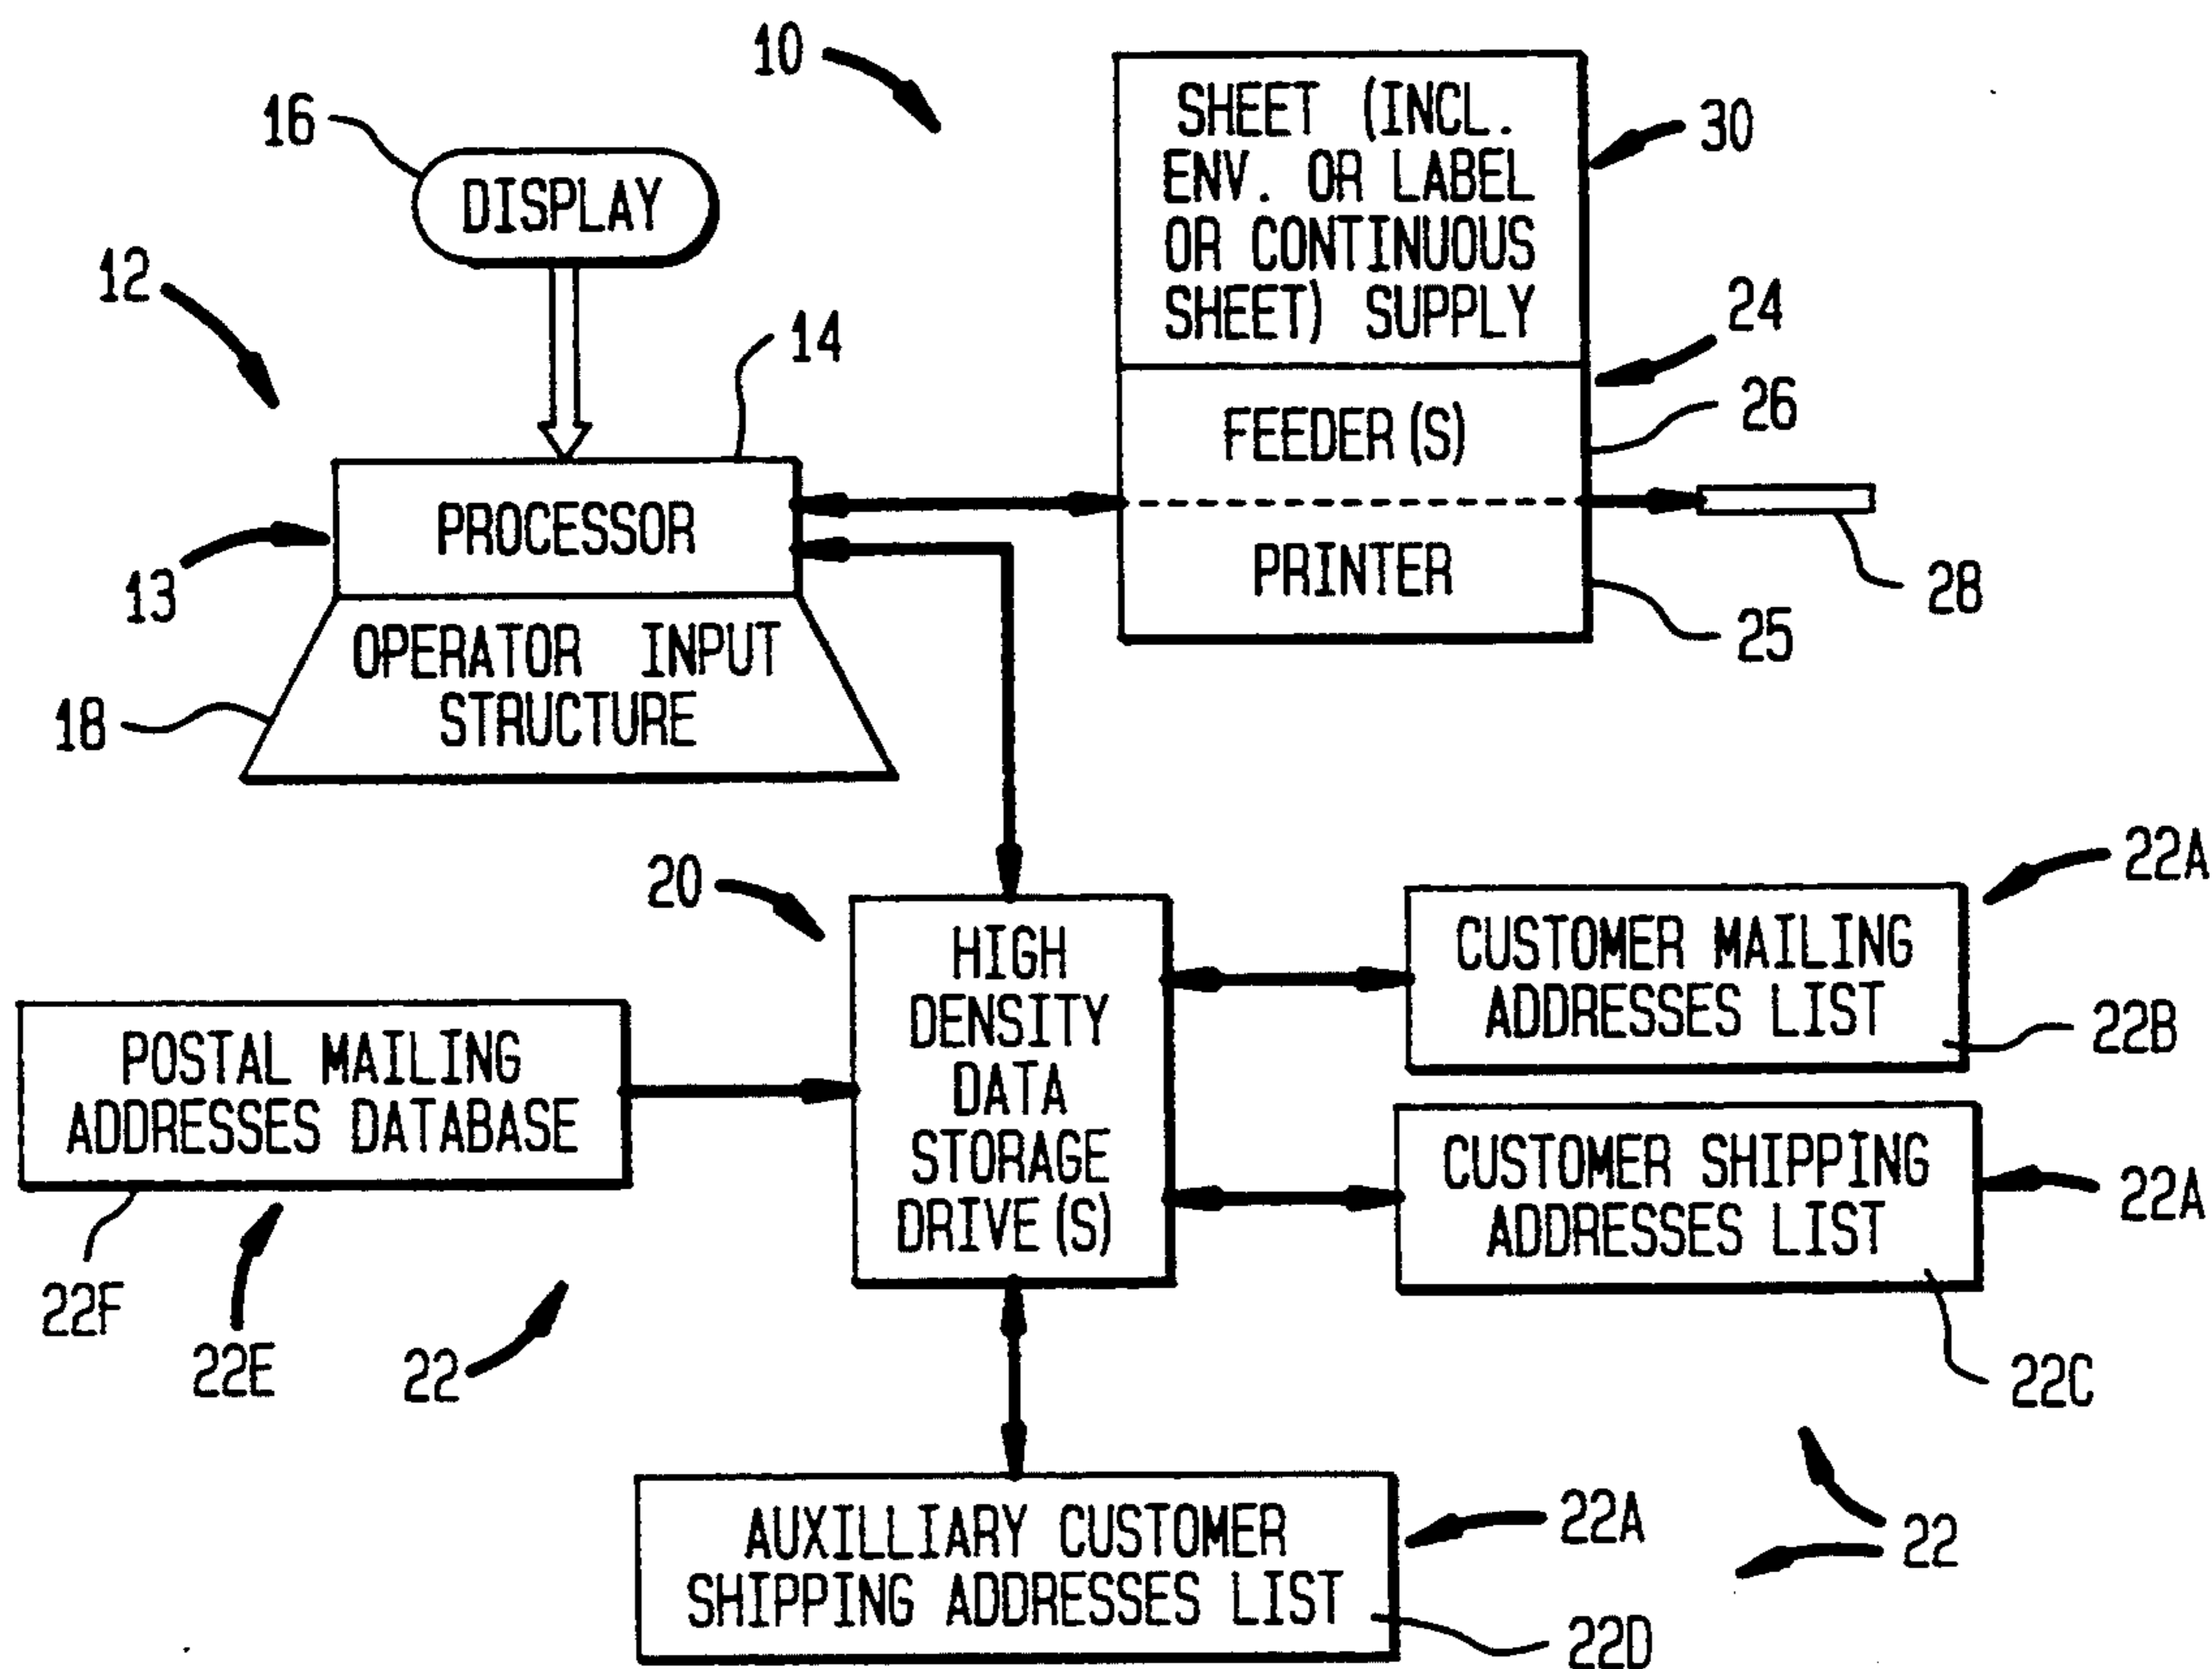 10
16
DISPLAY
SHEET (INCL.
ENV. OR LABEL
OR CONTINUOUS
SHEET) SUPPLY
30
12
14
24
FEEDER(S)
26
PROCESSOR
13
PRINTER
28
25
OPERATOR INPUT
STRUCTURE
18
20
HIGH
DENSITY
DATA
STORAGE
DRIVE(S)
22A
CUSTOMER MAILING
ADDRESSES LIST
22B
POSTAL MAILING
ADDRESSES DATABASE
22F
22E
22
CUSTOMER SHIPPING
ADDRESSES LIST
22A
22C
AUXILLIARY CUSTOMER
SHIPPING ADDRESSES LIST
22A
22
22D